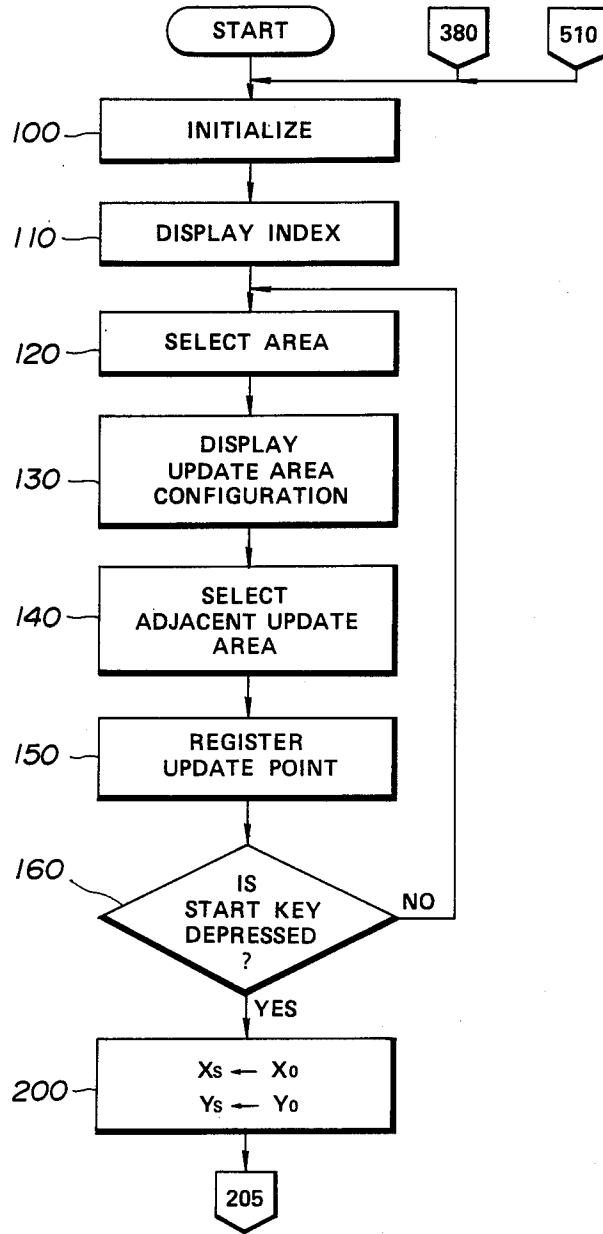 START
380
510
100
INITIALIZE
110
DISPLAY INDEX
120
SELECT AREA
130
DISPLAY
UPDATE AREA
CONFIGURATION
140
SELECT
ADJACENT UPDATE
AREA
150
REGISTER
UPDATE POINT
160
IS
START KEY
DEPRESSED
?
NO
YES
200
Xs ← X0
Ys ← Y0
205